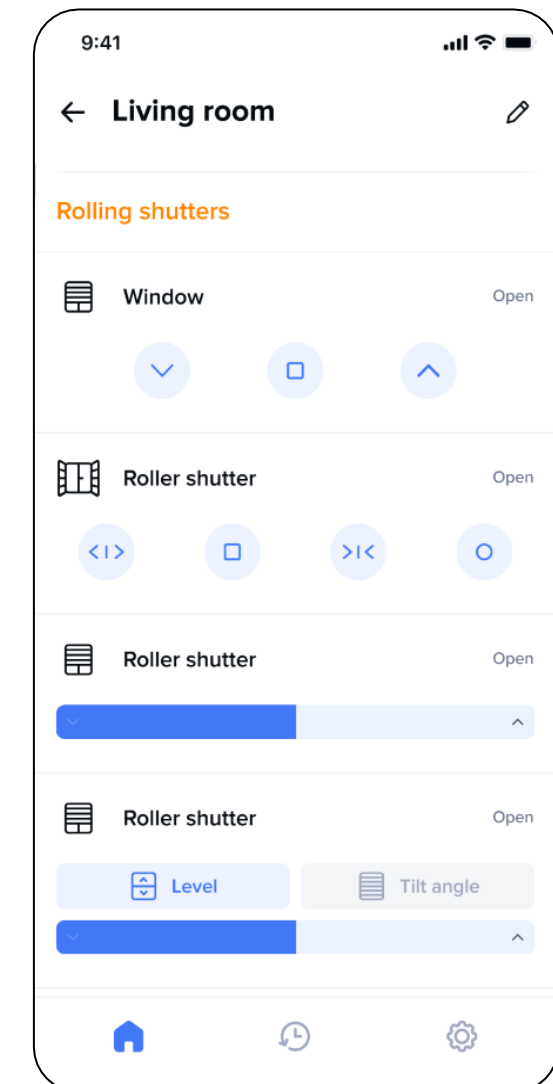 9:41
Living room
Rolling shutters
Window Open
Roller shutter Open
Roller shutter Open
Roller shutter Open
Level Tilt angle